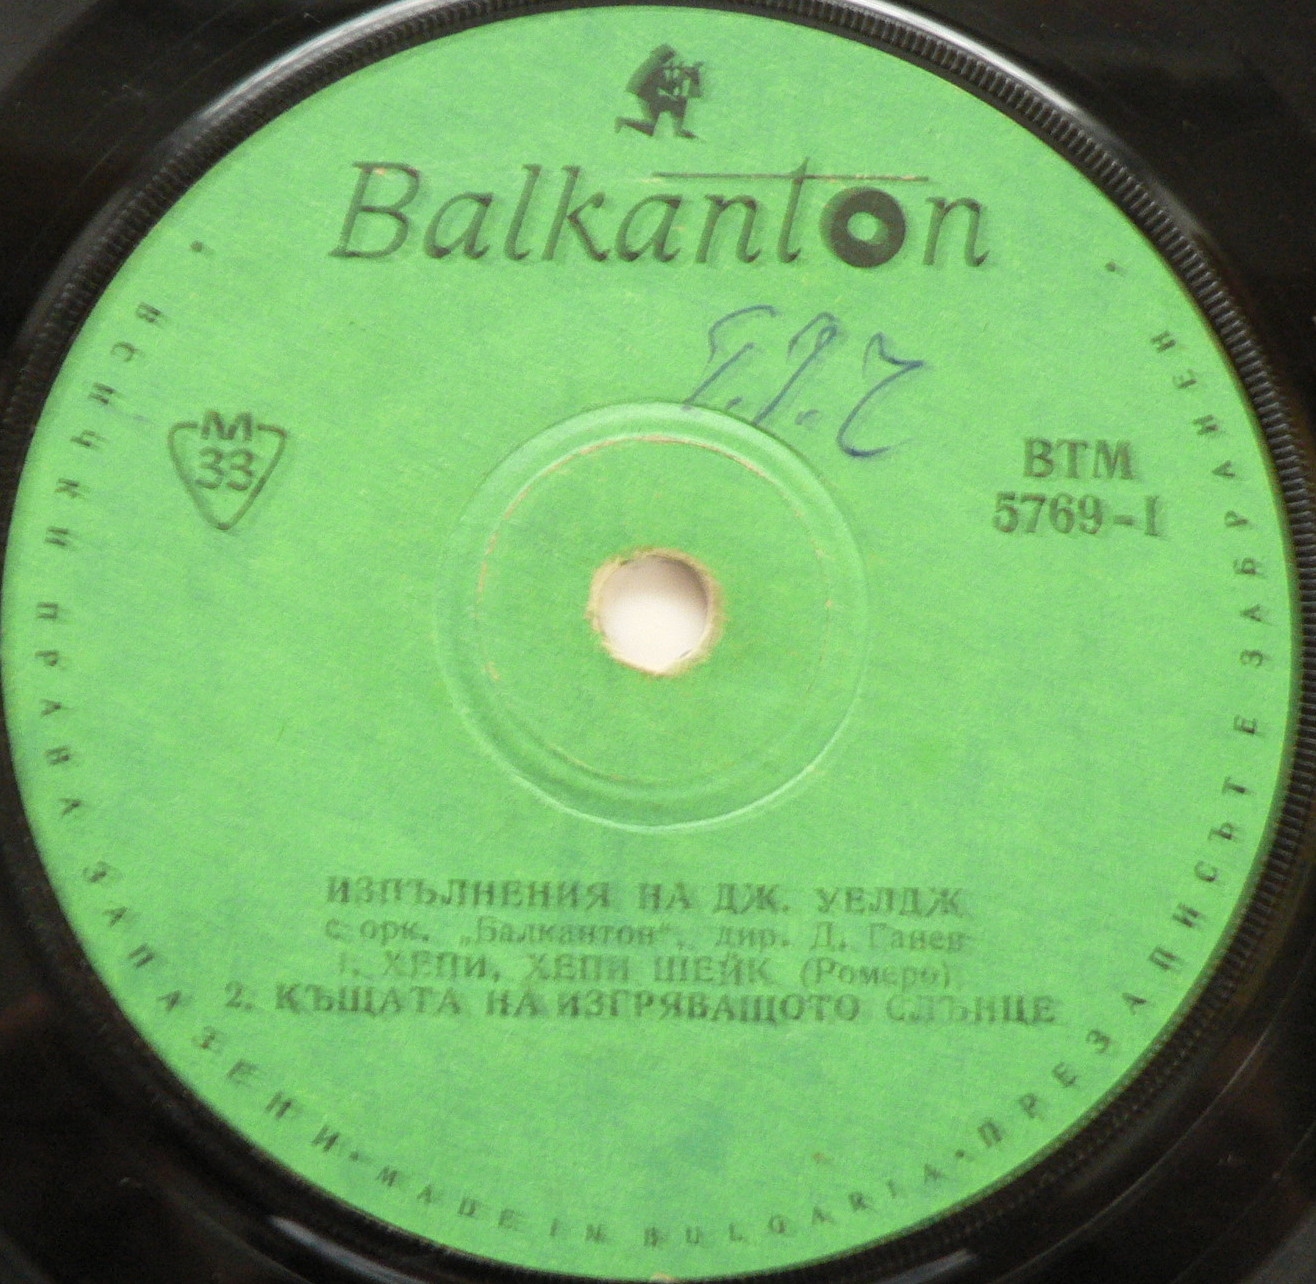 Balkanton
М
33
ВТМ
5769-I
ИЗПЪЛНЕНИЯ НА ДЖ. УЕЛДЖ
с орк. „Балкантон“, дир. Д. Ганев
1. ХЕПИ, ХЕПИ ШЕЙК (Ромеро)
2. КЪЩАТА НА ИЗГРЯВАЩОТО СЛЪНЦЕ
• ВСИЧКИ ПРАВА ЗАПАЗЕНИ • MADE IN BULGARIA • ПРЕЗАПИСЪТ Е ЗАБРАНЕН •